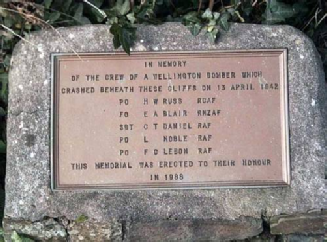 IN MEMORY
OF THE CREW OF A WELLINGTON BOMBER WHICH
CRASHED BENEATH THESE CLIFFS ON 13 APRIL 1942
PO H W RUSS RCAF
PO E A BLAIR RNZAF
SGT C T DANIEL RAF
PO L NOBLE RAF
PO F D LESON RAF
THIS MEMORIAL WAS ERECTED TO THEIR HONOUR
IN 1988